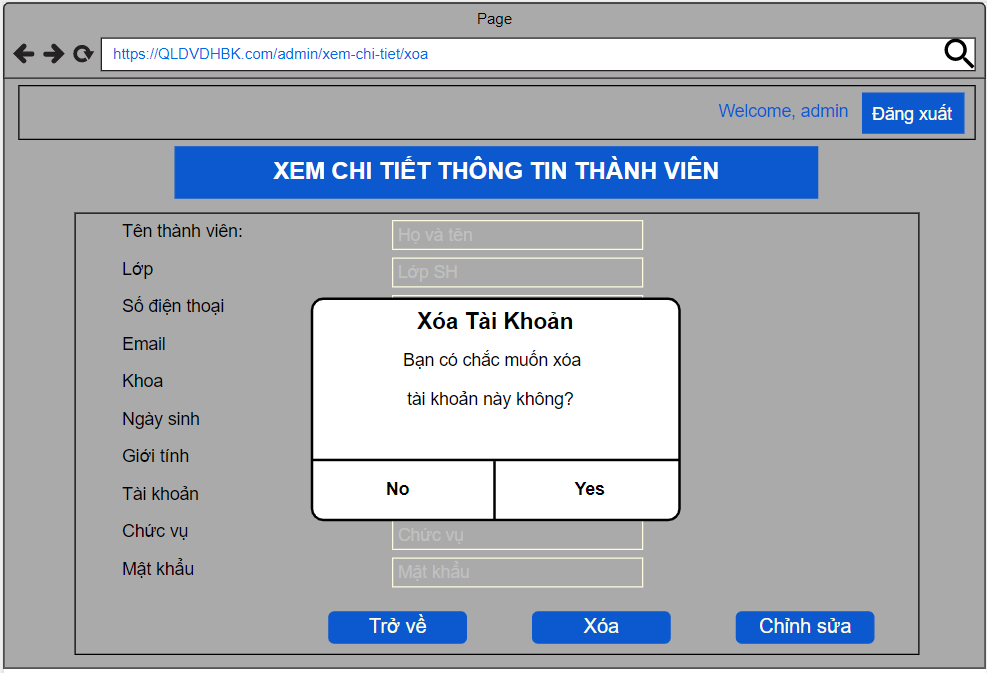 Page
https://QLDVDHBK.com/admin/xem-chi-tiet/xoa
Welcome, admin
Đăng xuất
XEM CHI TIẾT THÔNG TIN THÀNH VIÊN
Tên thành viên:
Họ và tên
Lớp
Lớp SH
Số điện thoại
Email
Khoa
Ngày sinh
Giới tính
Tài khoản
Chức vụ
Chức vụ
Mật khẩu
Mật khẩu
Xóa Tài Khoản
Bạn có chắc muốn xóa
tài khoản này không?
No
Yes
Trở về
Xóa
Chỉnh sửa